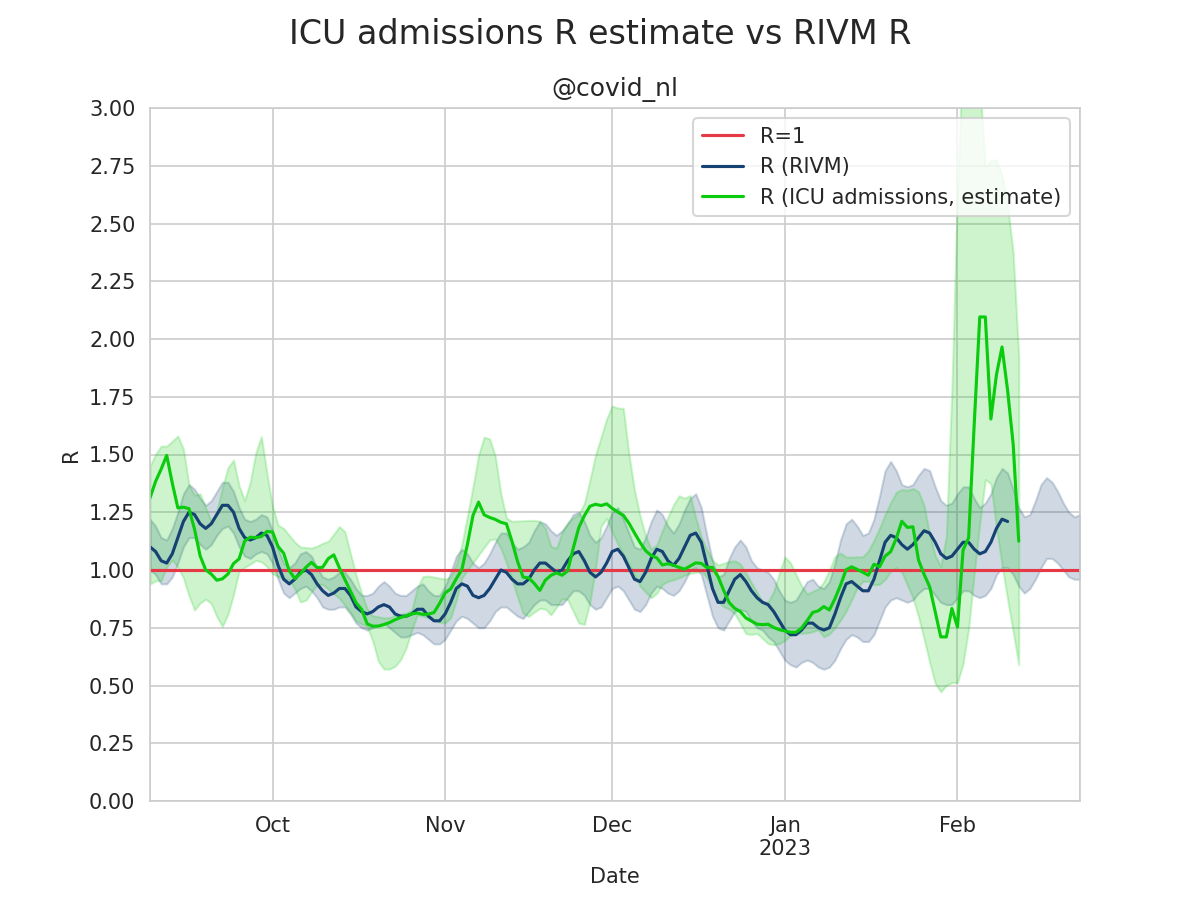 ICU admissions R estimate vs RIVM R
@covid_nl
R=1
R (RIVM)
R (ICU admissions, estimate)
3.00
2.75
2.50
2.25
2.00
1.75
1.50
1.25
1.00
0.75
0.50
0.25
0.00
R
Oct
Nov
Dec
Jan
2023
Feb
Date